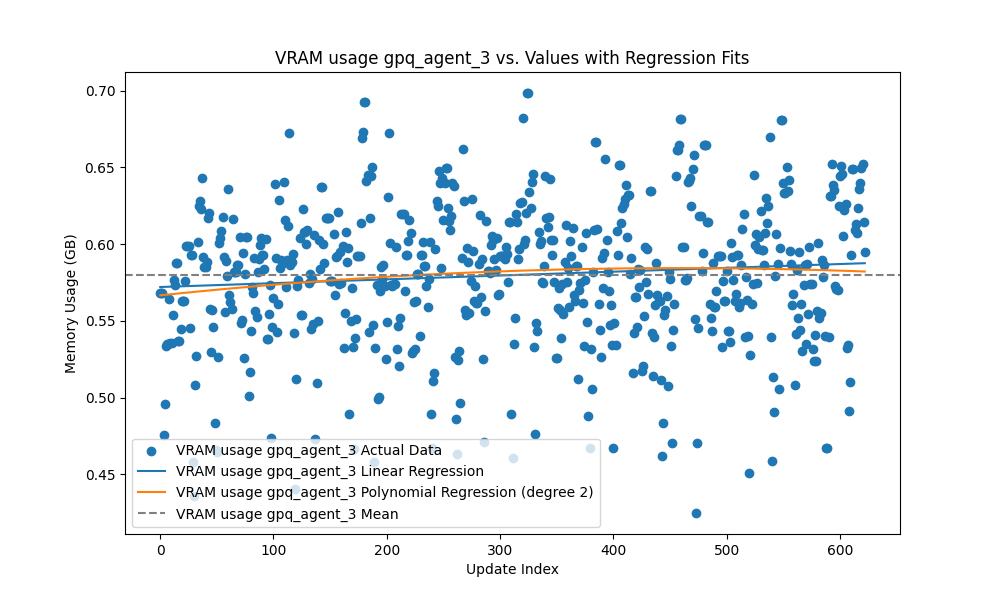 VRAM usage gpq_agent_3 vs. Values with Regression Fits
Memory Usage (GB)
0.70
0.65
0.60
0.55
0.50
0.45
VRAM usage gpq_agent_3 Actual Data
VRAM usage gpq_agent_3 Linear Regression
VRAM usage gpq_agent_3 Polynomial Regression (degree 2)
VRAM usage gpq_agent_3 Mean
0 100 200 300 400 500 600
Update Index